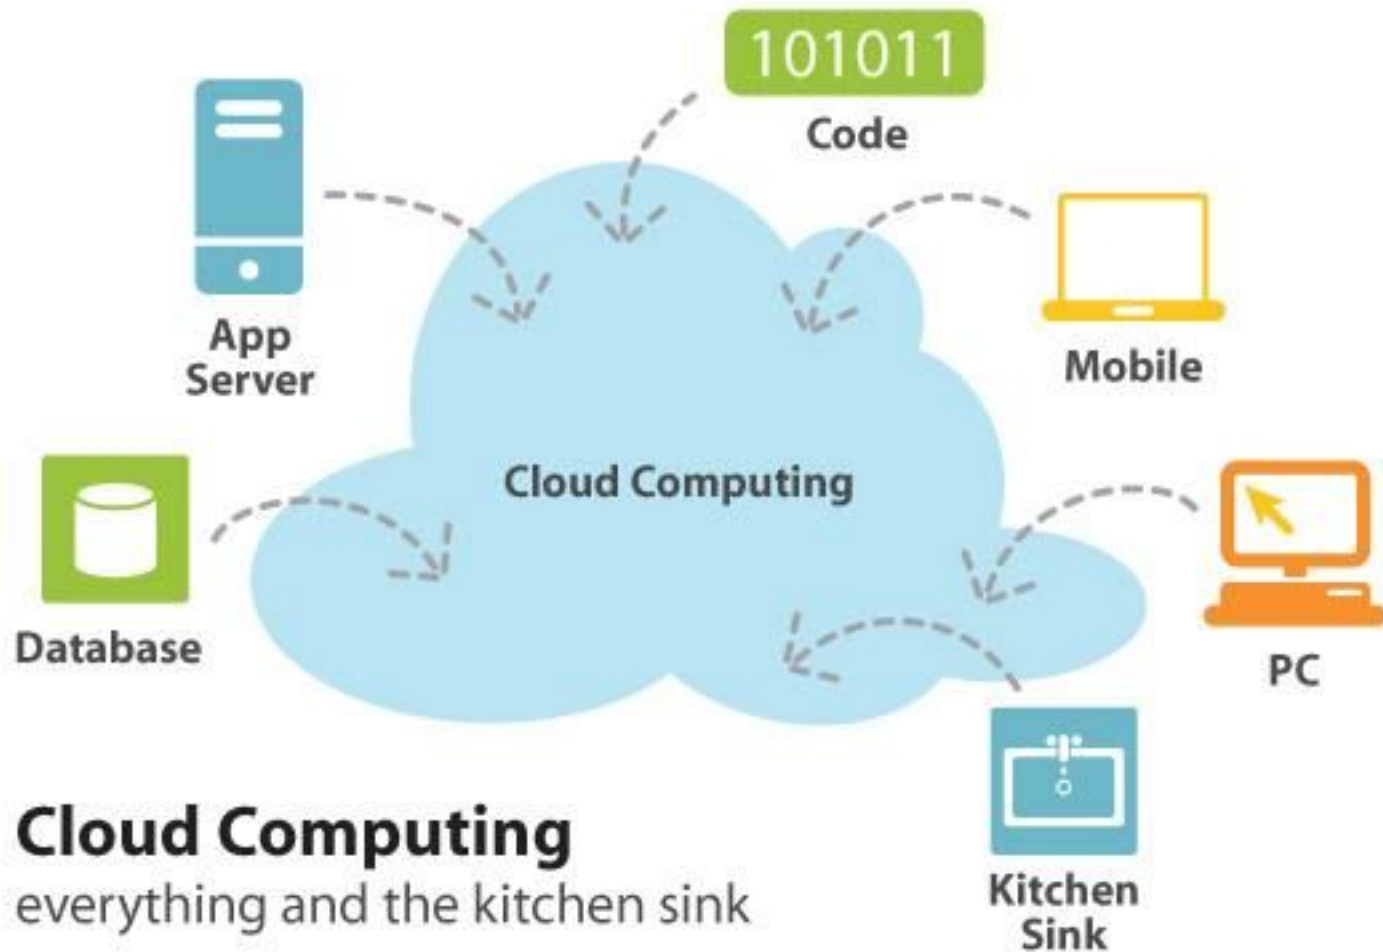 101011
Code
App
Server
Mobile
Cloud Computing
Database
PC
Cloud Computing
everything and the kitchen sink
Kitchen
Sink